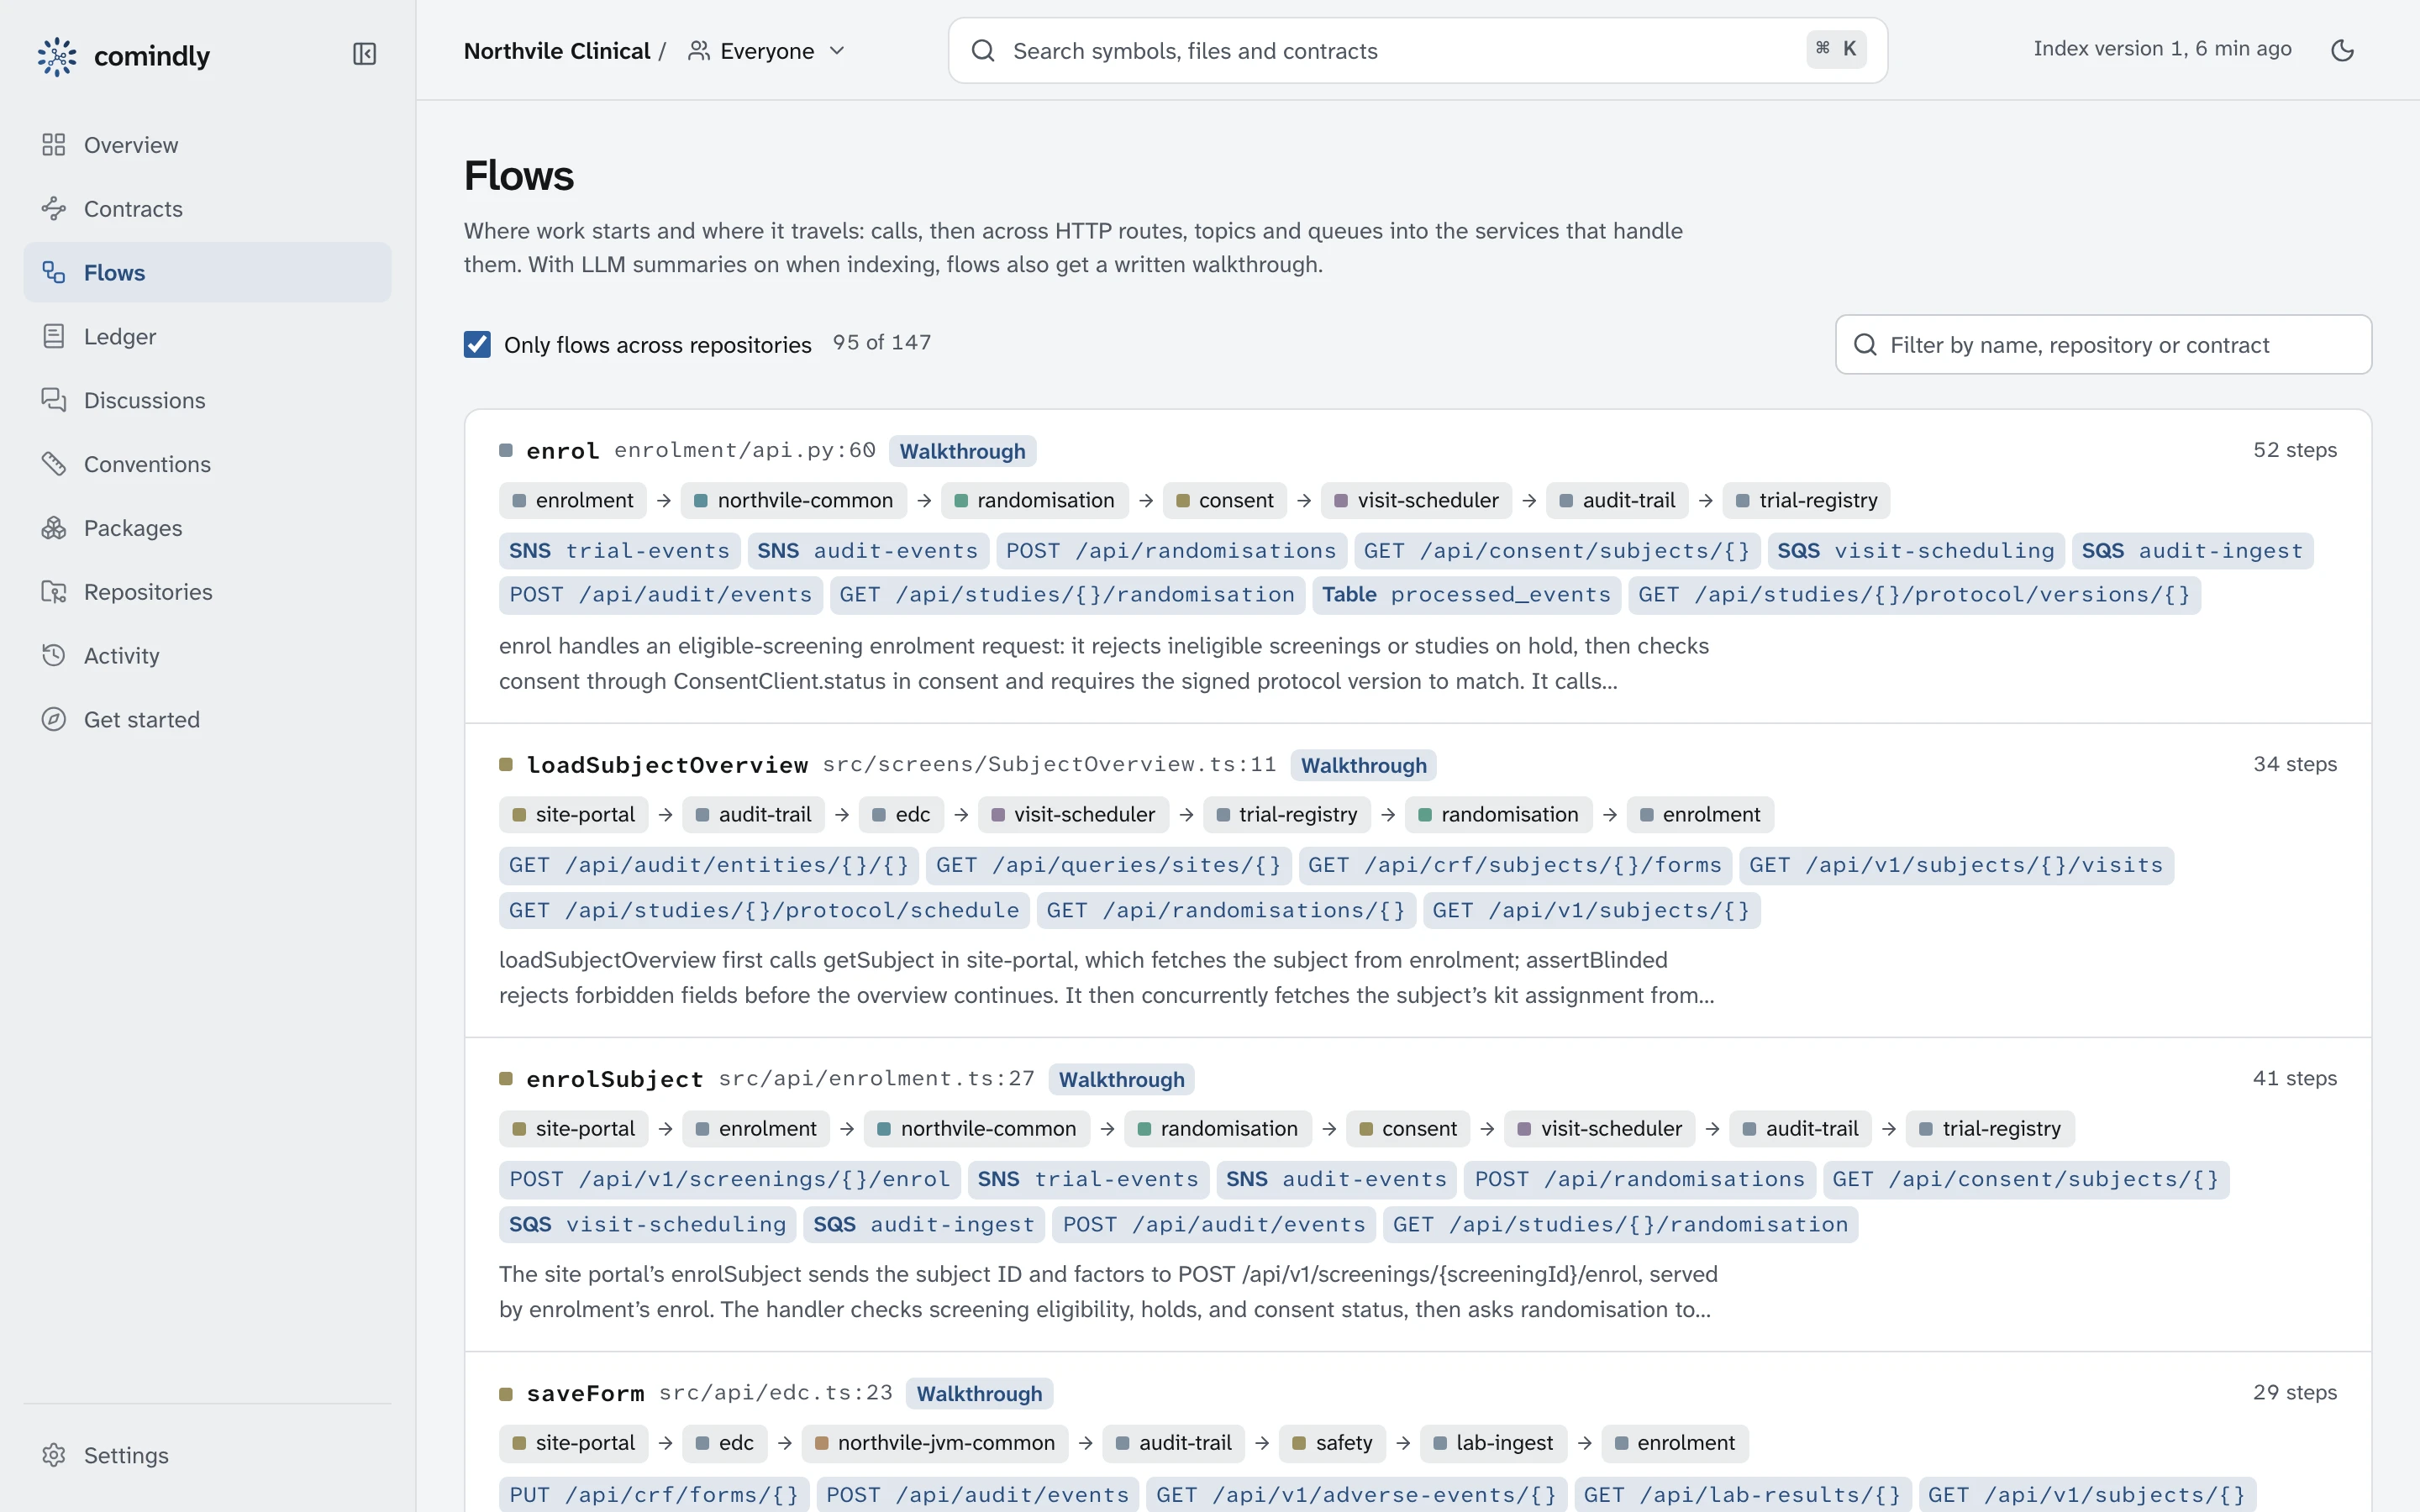 comindly
Northvile Clinical / Everyone
Search symbols, files and contracts
⌘ K
Index version 1, 6 min ago
Overview
Contracts
Flows
Ledger
Discussions
Conventions
Packages
Repositories
Activity
Get started
Settings
Flows
Where work starts and where it travels: calls, then across HTTP routes, topics and queues into the services that handle
them. With LLM summaries on when indexing, flows also get a written walkthrough.
Only flows across repositories 95 of 147
Filter by name, repository or contract
enrol enrolment/api.py:60 Walkthrough 52 steps
enrolment → northvile-common → randomisation → consent → visit-scheduler → audit-trail → trial-registry
SNS trial-events SNS audit-events POST /api/randomisations GET /api/consent/subjects/{} SQS visit-scheduling SQS audit-ingest
POST /api/audit/events GET /api/studies/{}/randomisation Table processed_events GET /api/studies/{}/protocol/versions/{}
enrol handles an eligible-screening enrolment request: it rejects ineligible screenings or studies on hold, then checks
consent through ConsentClient.status in consent and requires the signed protocol version to match. It calls...
loadSubjectOverview src/screens/SubjectOverview.ts:11 Walkthrough 34 steps
site-portal → audit-trail → edc → visit-scheduler → trial-registry → randomisation → enrolment
GET /api/audit/entities/{}/{} GET /api/queries/sites/{} GET /api/crf/subjects/{}/forms GET /api/v1/subjects/{}/visits
GET /api/studies/{}/protocol/schedule GET /api/randomisations/{} GET /api/v1/subjects/{}
loadSubjectOverview first calls getSubject in site-portal, which fetches the subject from enrolment; assertBlinded
rejects forbidden fields before the overview continues. It then concurrently fetches the subject’s kit assignment from...
enrolSubject src/api/enrolment.ts:27 Walkthrough 41 steps
site-portal → enrolment → northvile-common → randomisation → consent → visit-scheduler → audit-trail → trial-registry
POST /api/v1/screenings/{}/enrol SNS trial-events SNS audit-events POST /api/randomisations GET /api/consent/subjects/{}
SQS visit-scheduling SQS audit-ingest POST /api/audit/events GET /api/studies/{}/randomisation
The site portal’s enrolSubject sends the subject ID and factors to POST /api/v1/screenings/{screeningId}/enrol, served
by enrolment’s enrol. The handler checks screening eligibility, holds, and consent status, then asks randomisation to...
saveForm src/api/edc.ts:23 Walkthrough 29 steps
site-portal → edc → northvile-jvm-common → audit-trail → safety → lab-ingest → enrolment
PUT /api/crf/forms/{} POST /api/audit/events GET /api/v1/adverse-events/{} GET /api/lab-results/{} GET /api/v1/subjects/{}